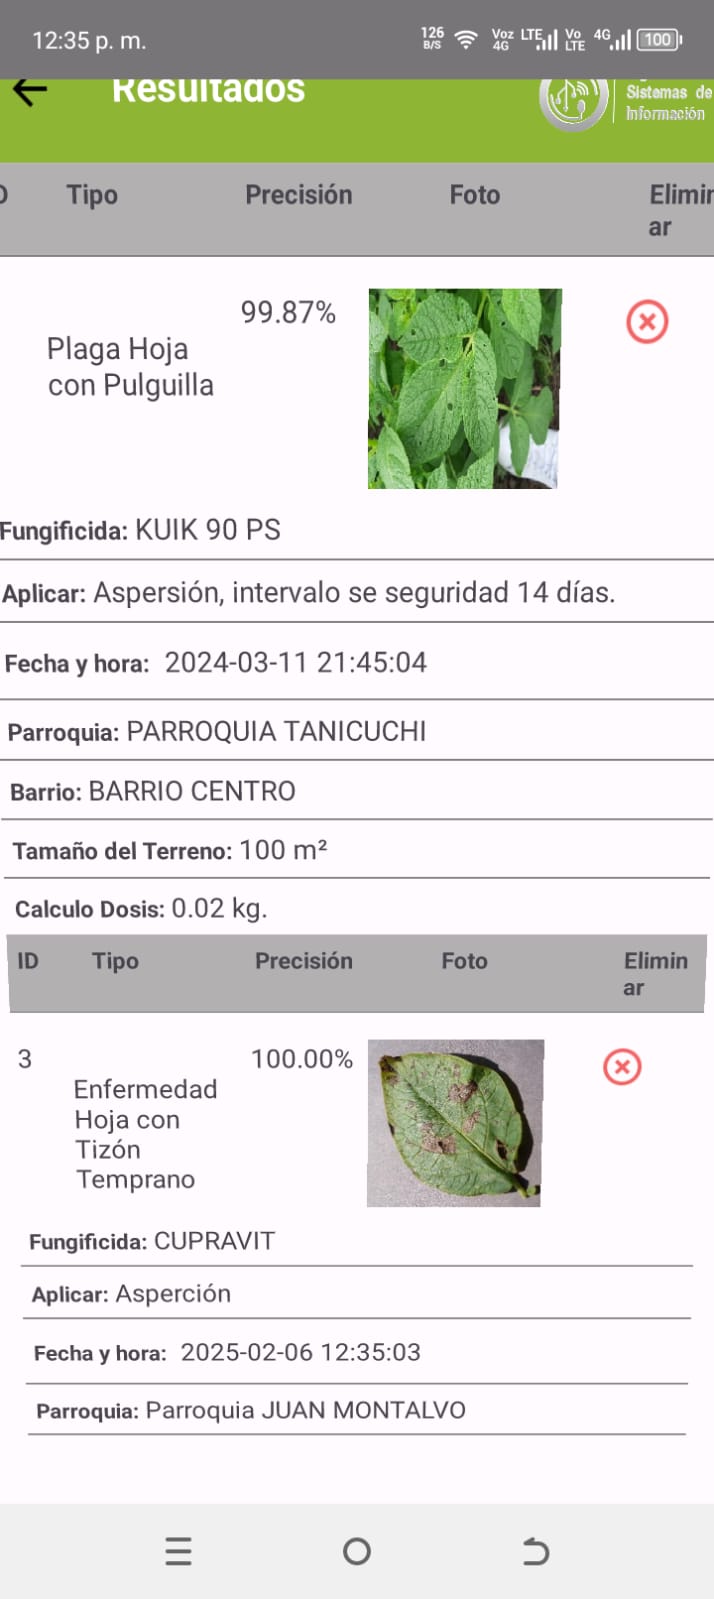 12:35 p. m. 126 B/S Voz 4G LTE Vo LTE 4G 100
Resultados
Sistemas de
Información
Tipo Precisión Foto Elimin
ar
99.87%
Plaga Hoja
con Pulguilla
Fungificida: KUIK 90 PS
Aplicar: Aspersión, intervalo se seguridad 14 días.
Fecha y hora: 2024-03-11 21:45:04
Parroquia: PARROQUIA TANICUCHI
Barrio: BARRIO CENTRO
Tamaño del Terreno: 100 m²
Calculo Dosis: 0.02 kg.
ID Tipo Precisión Foto Elimin
ar
3 100.00%
Enfermedad
Hoja con
Tizón
Temprano
Fungificida: CUPRAVIT
Aplicar: Asperción
Fecha y hora: 2025-02-06 12:35:03
Parroquia: Parroquia JUAN MONTALVO